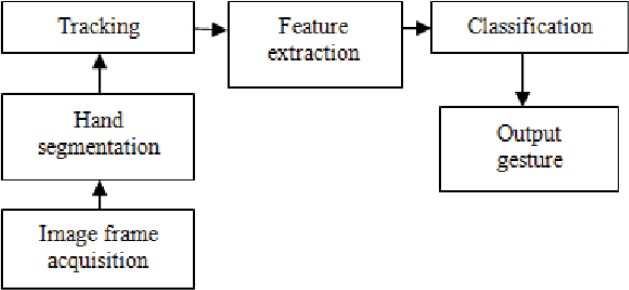 Tracking
Feature
extraction
Classification
Hand
segmentation
Output
gesture
Image frame
acquisition